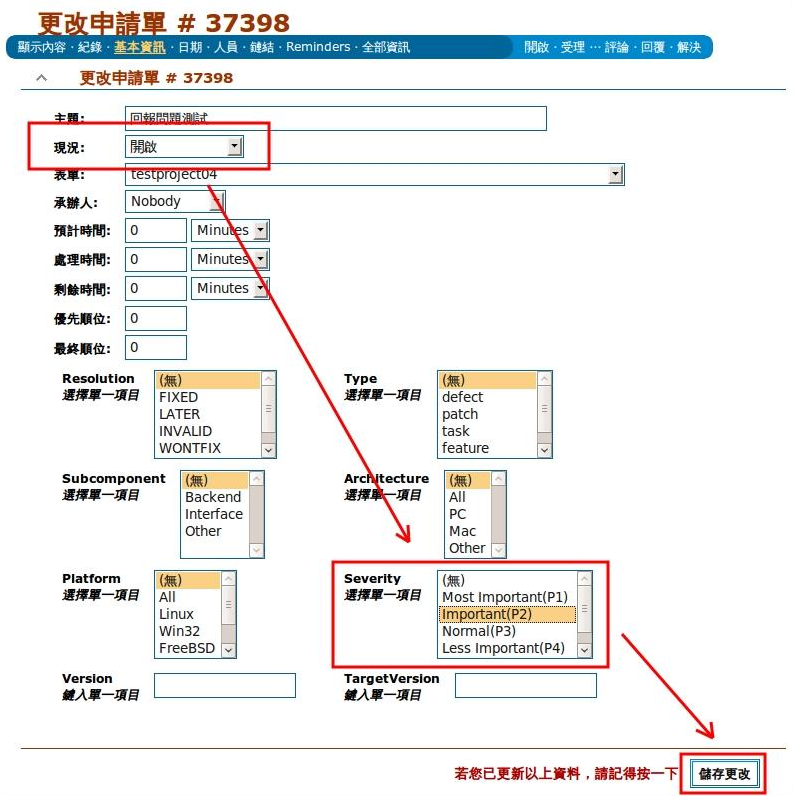 更改申請單 # 37398
顯示內容 · 紀錄 · 基本資訊 · 日期 · 人員 · 鏈結 · Reminders · 全部資訊 開啟 · 受理 ··· 評論 · 回覆 · 解決
更改申請單 # 37398
主題: 回報問題測試
現況: 開啟
表單: testproject04
承辦人: Nobody
預計時間: 0 Minutes
處理時間: 0 Minutes
剩餘時間: 0 Minutes
優先順位: 0
最終順位: 0
Resolution
選擇單一項目
(無)
FIXED
LATER
INVALID
WONTFIX
Type
選擇單一項目
(無)
defect
patch
task
feature
Subcomponent
選擇單一項目
(無)
Backend
Interface
Other
Architecture
選擇單一項目
(無)
All
PC
Mac
Other
Platform
選擇單一項目
(無)
All
Linux
Win32
FreeBSD
Severity
選擇單一項目
(無)
Most Important(P1)
Important(P2)
Normal(P3)
Less Important(P4)
Version
鍵入單一項目
TargetVersion
鍵入單一項目
若您已更新以上資料，請記得按一下 儲存更改